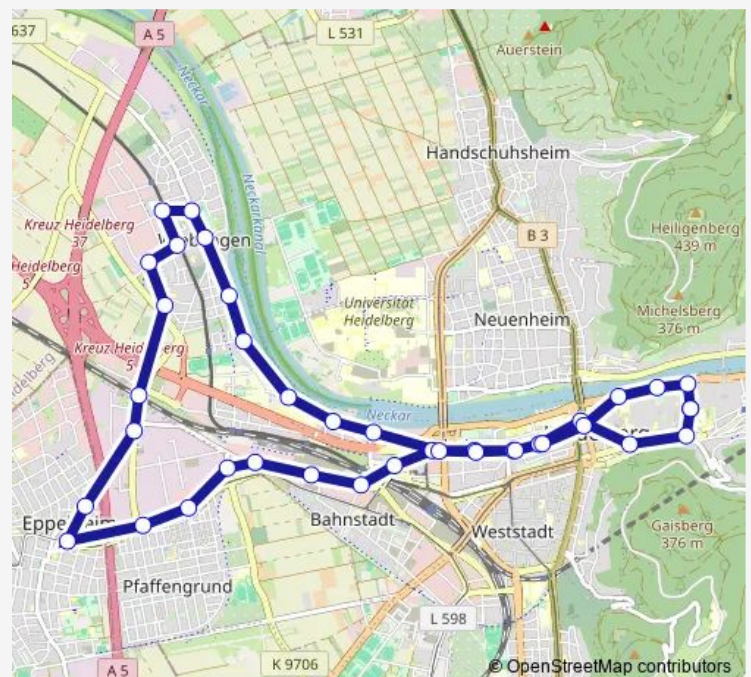 637
A 5
L 531
Auerstein
Neckar
Handschuhsheim
Neckarkanal
Kreuz Heidelberg
37
B 3
Heiligenberg
439 m
Heidelberg
5
Universität
Heidelberg
Michelsberg
376 m
Neuenheim
5
Neckar
Bahnstadt
Weststadt
Gaisberg
376 m
Pfaffengrund
L 598
A 5
K 9706
© OpenStreetMap contributors